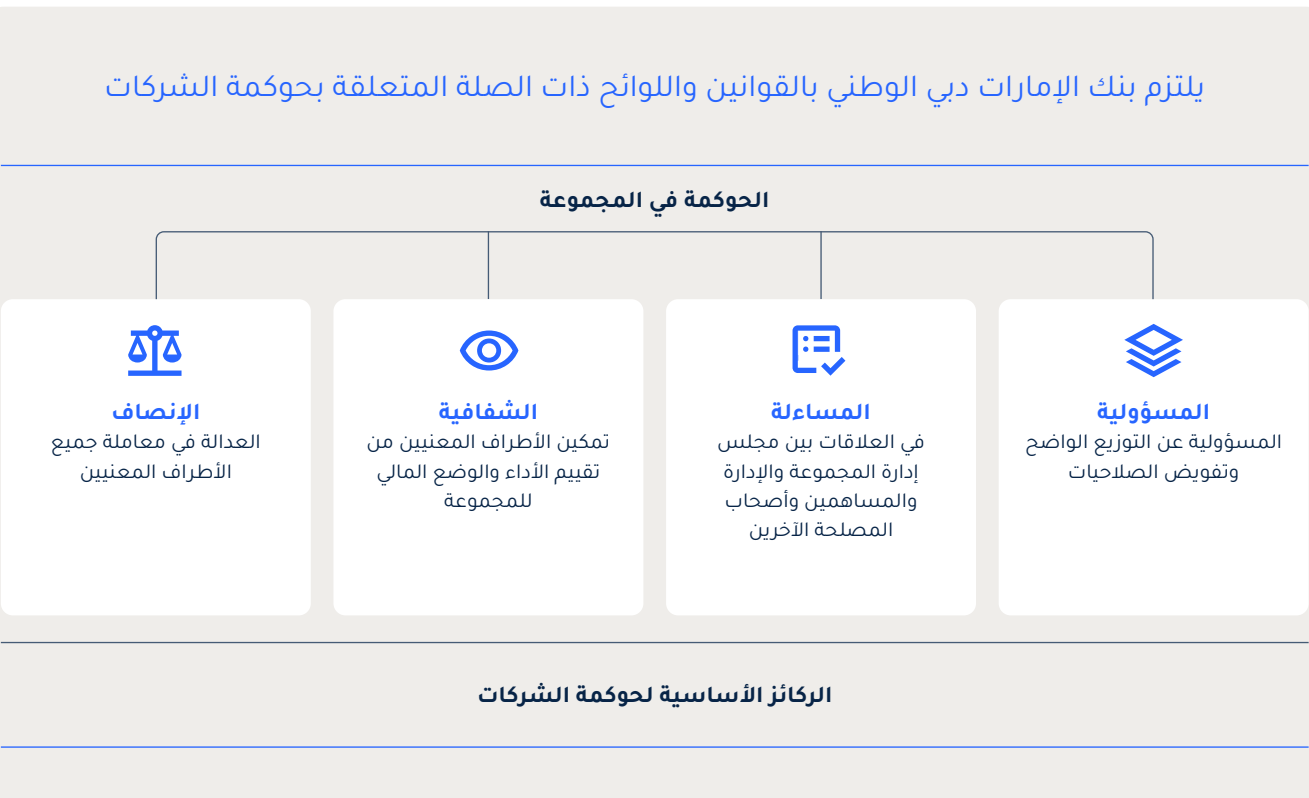 يلتزم بنك الإمارات دبي الوطني بالقوانين واللوائح ذات الصلة المتعلقة بحوكمة الشركات
الحوكمة في المجموعة
المسؤولية
المسؤولية عن التوزيع الواضح
وتفويض الصلاحيات
المساءلة
في العلاقات بين مجلس
إدارة المجموعة والإدارة
والمساهمين وأصحاب
المصلحة الآخرين
الشفافية
تمكين الأطراف المعنيين من
تقييم الأداء والوضع المالي
للمجموعة
الإنصاف
العدالة في معاملة جميع
الأطراف المعنيين
الركائز الأساسية لحوكمة الشركات